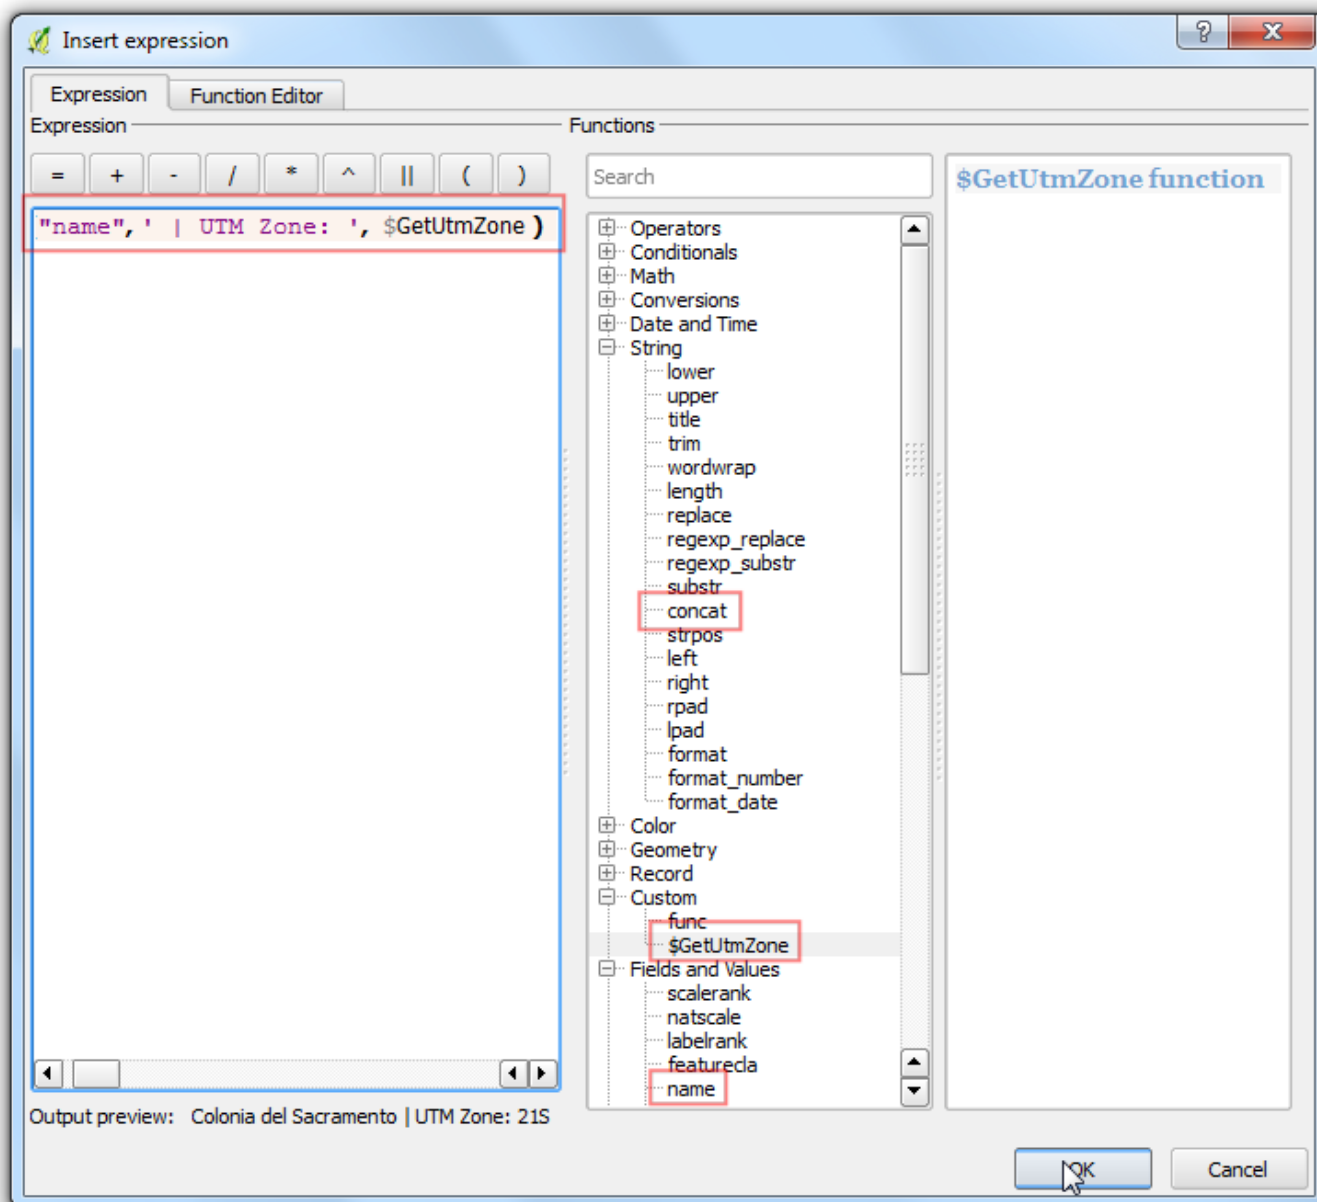 Insert expression
Expression Function Editor
Expression Functions
= + - / * ^ || ( )
Search
$GetUtmZone function
"name",' | UTM Zone: ', $GetUtmZone )
Operators
Conditionals
Math
Conversions
Date and Time
String
lower
upper
title
trim
wordwrap
length
replace
regexp_replace
regexp_substr
substr
concat
strpos
left
right
rpad
lpad
format
format_number
format_date
Color
Geometry
Record
Custom
func
$GetUtmZone
Fields and Values
scalerank
natscale
labelrank
featurecla
name
Output preview: Colonia del Sacramento | UTM Zone: 21S
OK Cancel